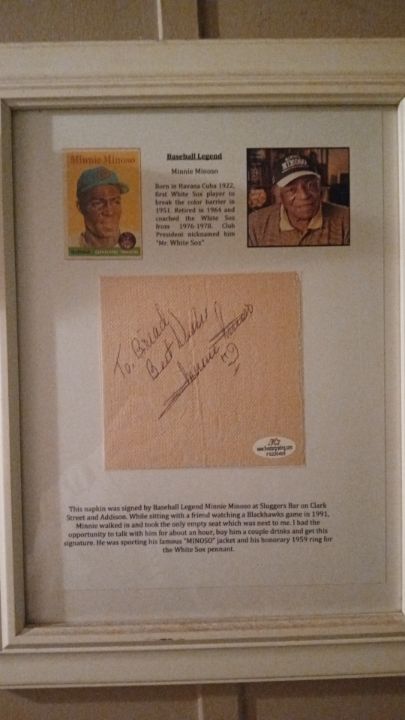 Minnie Minoso
Baseball Legend
Minnie Minoso
Born in Havana Cuba 1922,
first White Sox player to
break the color barrier in
1951. Retired in 1964 and
coached the White Sox
from 1976-1978. Club
President nicknamed him
"Mr. White Sox"
MINOSO
To, Brady
Best Wishes
Minnie Minoso
This napkin was signed by Baseball Legend Minnie Minoso at Sluggers Bar on Clark
Street and Addison. While sitting with a friend watching a Blackhawks game in 1991,
Minnie walked in and took the only empty seat which was next to me. I had the
opportunity to talk with him for about an hour, buy him a couple drinks and get this
signature. He was sporting his famous "MINOSO" jacket and his honorary 1959 ring for
the White Sox pennant.